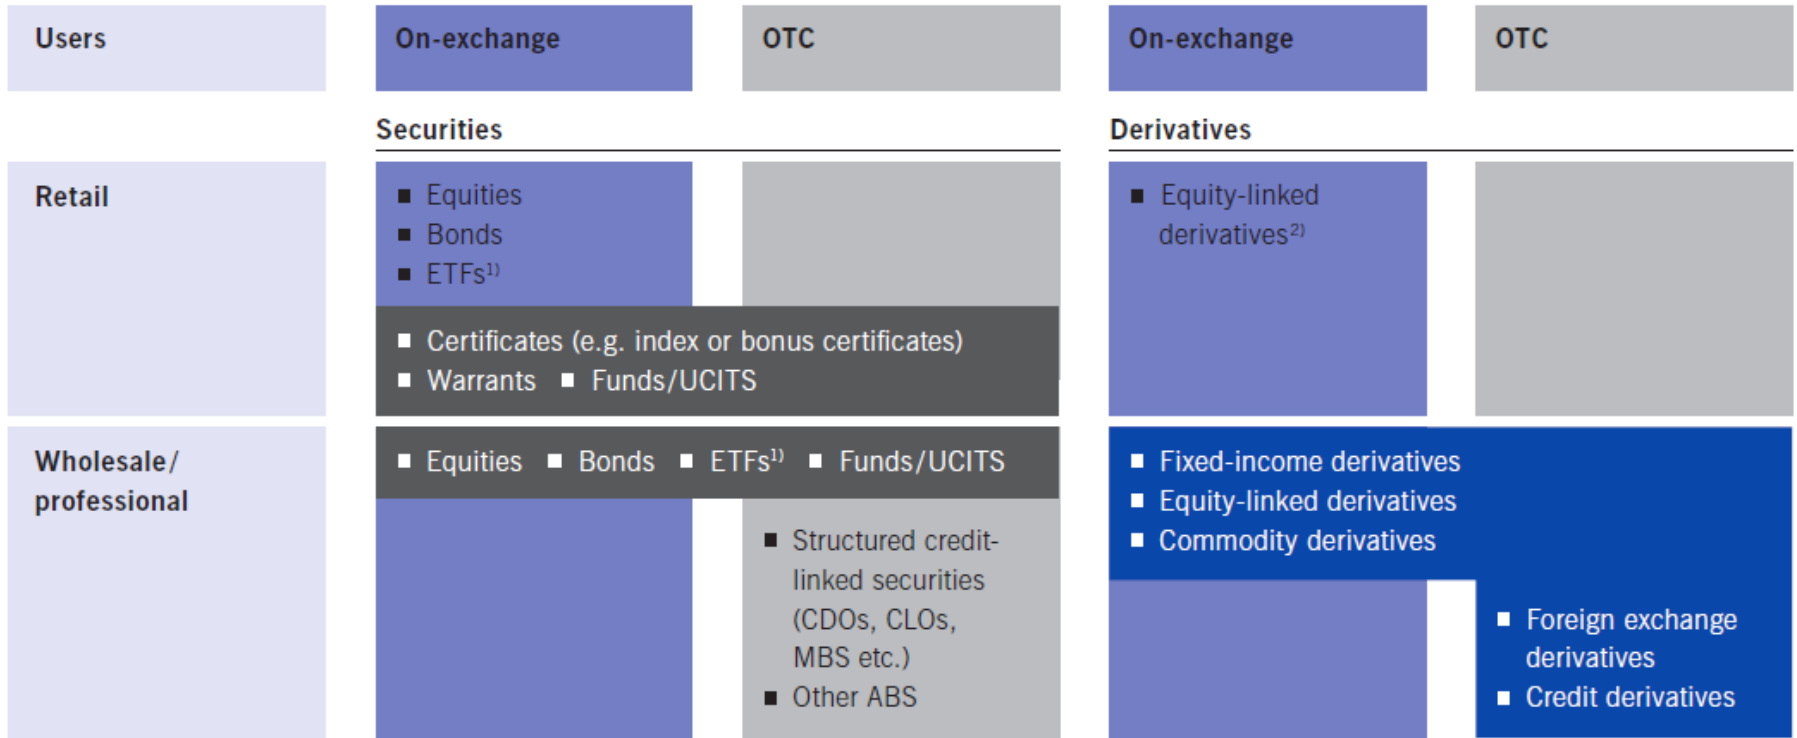 Users
On-exchange
OTC
On-exchange
OTC
Securities
Derivatives
Retail
■ Equities
■ Bonds
■ ETFs¹⁾
■ Certificates (e.g. index or bonus certificates)
■ Warrants ■ Funds/UCITS
■ Equity-linked
derivatives²⁾
Wholesale/
professional
■ Equities ■ Bonds ■ ETFs¹⁾ ■ Funds/UCITS
■ Structured credit-
linked securities
(CDOs, CLOs,
MBS etc.)
■ Other ABS
■ Fixed-income derivatives
■ Equity-linked derivatives
■ Commodity derivatives
■ Foreign exchange
derivatives
■ Credit derivatives